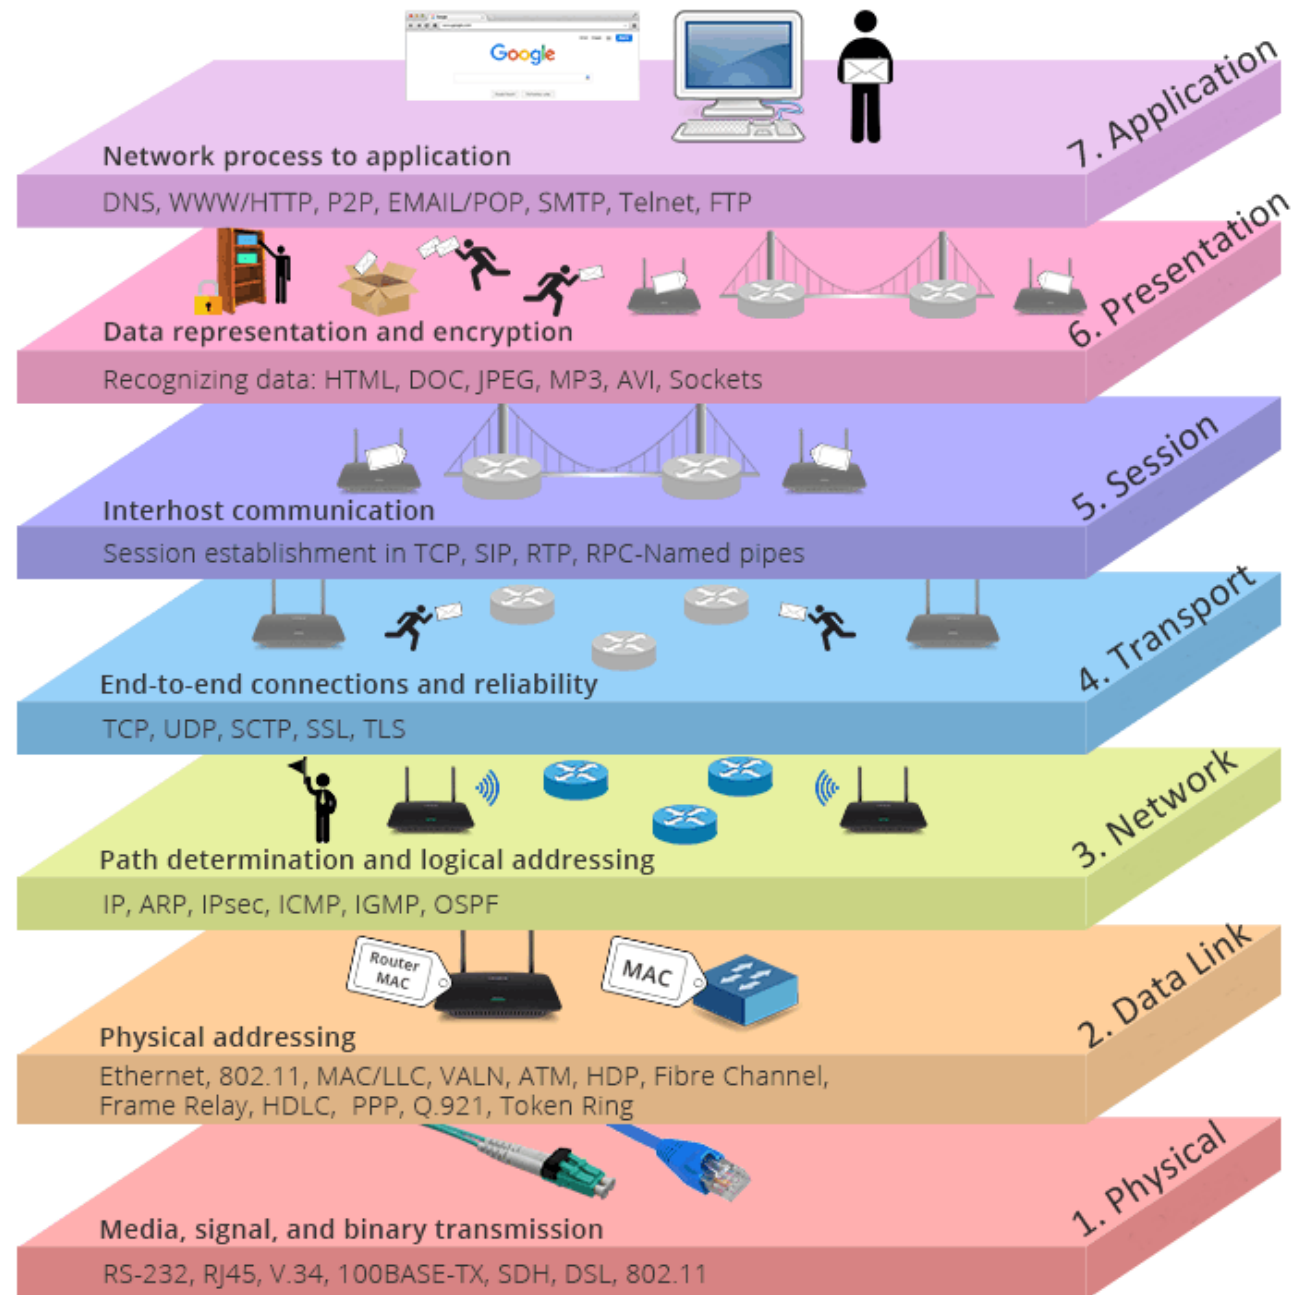 Google
7. Application
Network process to application
DNS, WWW/HTTP, P2P, EMAIL/POP, SMTP, Telnet, FTP
6. Presentation
Data representation and encryption
Recognizing data: HTML, DOC, JPEG, MP3, AVI, Sockets
5. Session
Interhost communication
Session establishment in TCP, SIP, RTP, RPC-Named pipes
4. Transport
End-to-end connections and reliability
TCP, UDP, SCTP, SSL, TLS
3. Network
Path determination and logical addressing
IP, ARP, IPsec, ICMP, IGMP, OSPF
2. Data Link
Router
MAC
MAC
Physical addressing
Ethernet, 802.11, MAC/LLC, VALN, ATM, HDP, Fibre Channel,
Frame Relay, HDLC, PPP, Q.921, Token Ring
1. Physical
Media, signal, and binary transmission
RS-232, RJ45, V.34, 100BASE-TX, SDH, DSL, 802.11